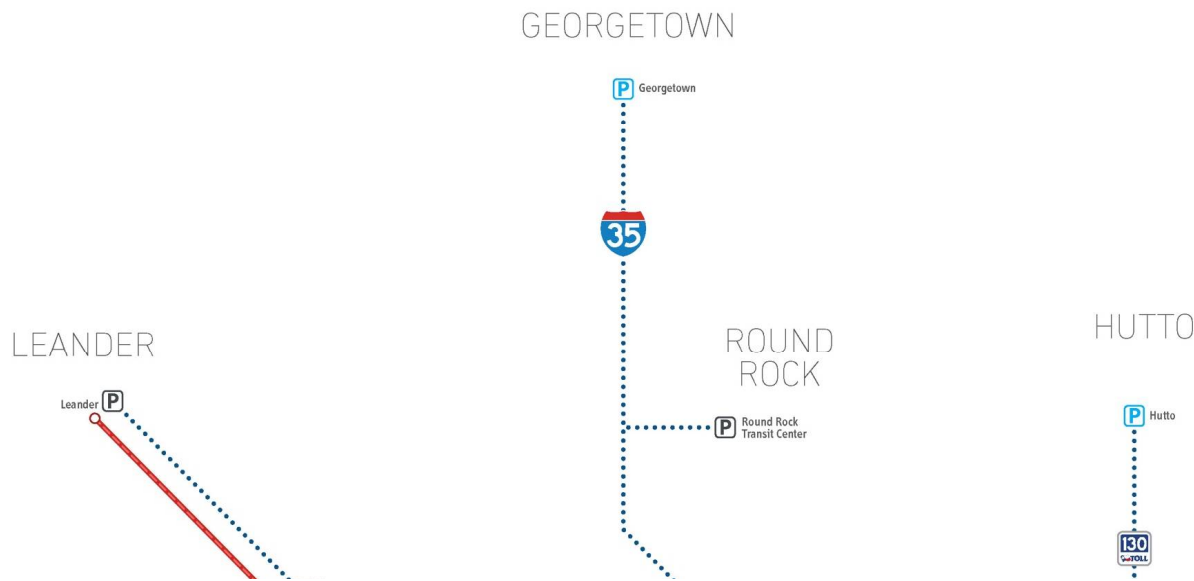 GEORGETOWN
P Georgetown
35
LEANDER
ROUND
ROCK
HUTTO
Leander P
P Round Rock
Transit Center
P Hutto
130
TOLL